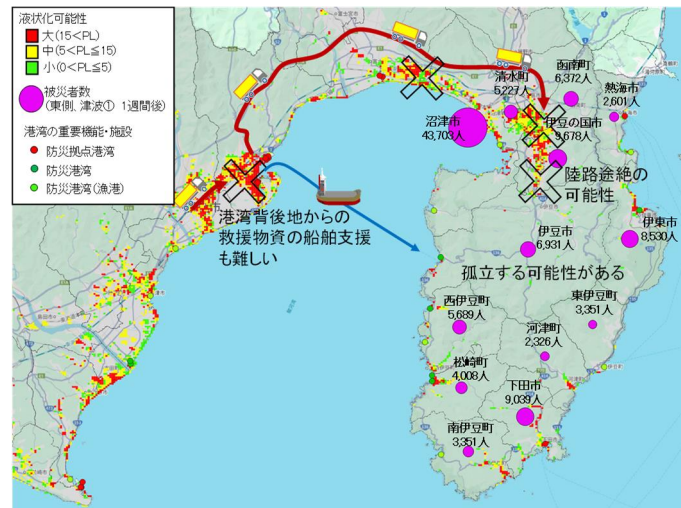 液状化可能性
大(15<PL)
中(5<PL≦15)
小(0<PL≦5)
被災者数
(東側、津波① 1週間後)
港湾の重要機能・施設
防災拠点港湾
防災港湾
防災港湾(漁港)
清水町
5,227人
函南町
6,372人
熱海市
2,601人
沼津市
43,703人
伊豆の国市
9,678人
陸路途絶の
可能性
港湾背後地からの
救援物資の船舶支援
も難しい
伊豆市
6,931人
伊東市
8,530人
孤立する可能性がある
西伊豆町
5,689人
東伊豆町
3,351人
河津町
2,326人
松崎町
4,008人
下田市
9,039人
南伊豆町
3,351人